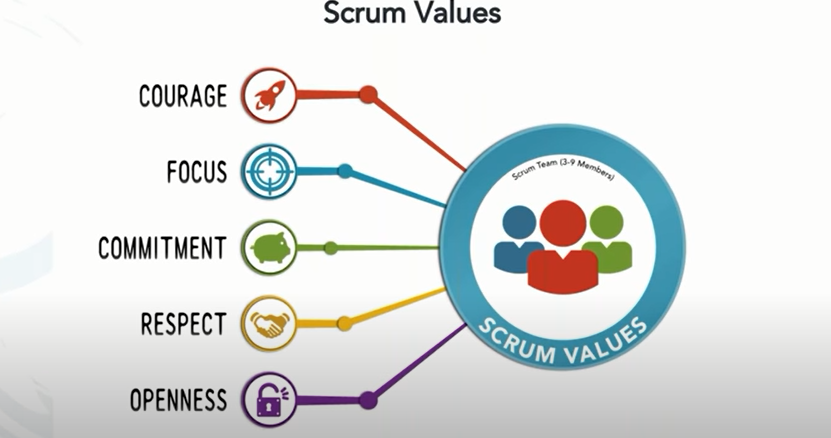 Scrum Values
COURAGE
FOCUS
COMMITMENT
RESPECT
OPENNESS
Scrum Team (3-9 Members)
SCRUM VALUES